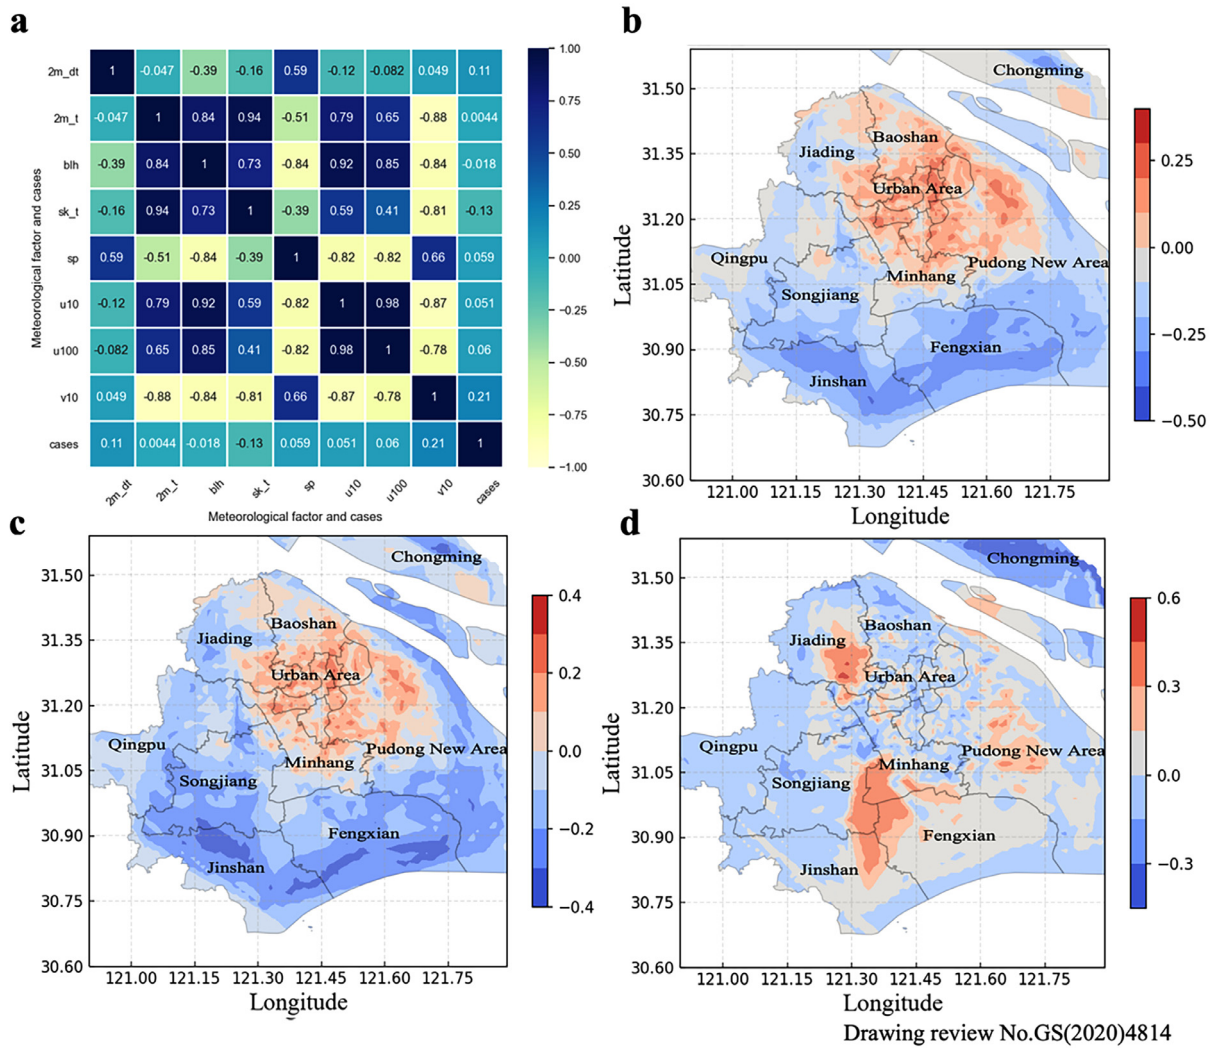 a
2m_dt 1 -0.047 -0.39 -0.16 0.59 -0.12 -0.082 0.049 0.11
2m_t -0.047 1 0.84 0.94 -0.51 0.79 0.65 -0.88 0.0044
blh -0.39 0.84 1 0.73 -0.84 0.92 0.85 -0.84 -0.018
sk_t -0.16 0.94 0.73 1 -0.39 0.59 0.41 -0.81 -0.13
sp 0.59 -0.51 -0.84 -0.39 1 -0.82 -0.82 0.66 0.059
u10 -0.12 0.79 0.92 0.59 -0.82 1 0.98 -0.87 0.051
u100 -0.082 0.65 0.85 0.41 -0.82 0.98 1 -0.78 0.06
v10 0.049 -0.88 -0.84 -0.81 0.66 -0.87 -0.78 1 0.21
cases 0.11 0.0044 -0.018 -0.13 0.059 0.051 0.06 0.21 1
2m_dt 2m_t blh sk_t sp u10 u100 v10 cases
Meteorological factor and cases
Meteorological factor and cases
1.00
0.75
0.50
0.25
0.00
−0.25
−0.50
−0.75
−1.00
b
Chongming
Baoshan
Jiading
Urban Area
Qingpu
Pudong New Area
Minhang
Songjiang
Fengxian
Jinshan
31.50
31.35
31.20
31.05
30.90
30.75
30.60
Latitude
121.00 121.15 121.30 121.45 121.60 121.75
Longitude
0.25
0.00
−0.25
−0.50
c
Chongming
Baoshan
Jiading
Urban Area
Qingpu
Pudong New Area
Minhang
Songjiang
Fengxian
Jinshan
31.50
31.35
31.20
31.05
30.90
30.75
30.60
Latitude
121.00 121.15 121.30 121.45 121.60 121.75
Longitude
0.4
0.2
0.0
−0.2
−0.4
d
Chongming
Baoshan
Jiading
Urban Area
Qingpu
Pudong New Area
Minhang
Songjiang
Fengxian
Jinshan
31.50
31.35
31.20
31.05
30.90
30.75
30.60
Latitude
121.00 121.15 121.30 121.45 121.60 121.75
Longitude
0.6
0.3
0.0
−0.3
Drawing review No.GS(2020)4814